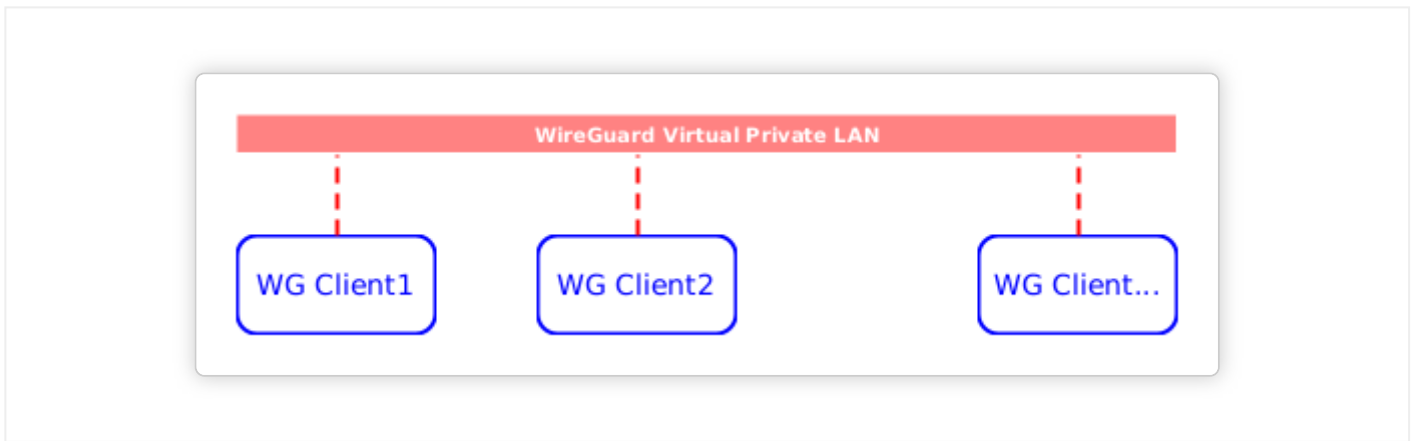 WireGuard Virtual Private LAN
WG Client1
WG Client2
WG Client...